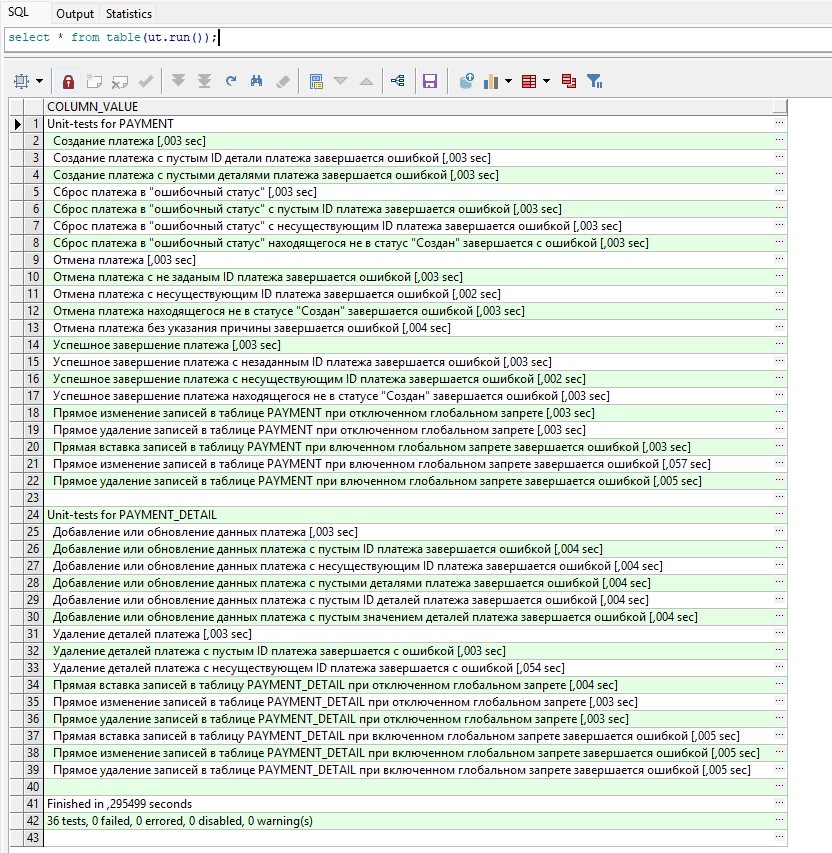 SQL Output Statistics
select * from table(ut.run());
COLUMN_VALUE
1 Unit-tests for PAYMENT
2 Создание платежа [,003 sec]
3 Создание платежа с пустым ID детали платежа завершается ошибкой [,003 sec]
4 Создание платежа с пустыми деталями платежа завершается ошибкой [,003 sec]
5 Сброс платежа в "ошибочный статус" [,003 sec]
6 Сброс платежа в "ошибочный статус" с пустым ID платежа завершается ошибкой [,003 sec]
7 Сброс платежа в "ошибочный статус" с несуществующим ID платежа завершается ошибкой [,003 sec]
8 Сброс платежа в "ошибочный статус" находящегося не в статус "Создан" завершается с ошибкой [,003 sec]
9 Отмена платежа [,003 sec]
10 Отмена платежа с не заданым ID платежа завершается ошибкой [,003 sec]
11 Отмена платежа с несуществующим ID платежа завершается ошибкой [,002 sec]
12 Отмена платежа находящегося не в статусе "Создан" завершается ошибкой [,003 sec]
13 Отмена платежа без указания причины завершается ошибкой [,004 sec]
14 Успешное завершение платежа [,003 sec]
15 Успешное завершение платежа с незаданным ID платежа завершается ошибкой [,003 sec]
16 Успешное завершение платежа с несуществующим ID платежа завершается ошибкой [,002 sec]
17 Успешное завершение платежа находящегося не в статусе "Создан" завершается ошибкой [,003 sec]
18 Прямое изменение записей в таблице PAYMENT при отключенном глобальном запрете [,003 sec]
19 Прямое удаление записей в таблице PAYMENT при отключенном глобальном запрете [,003 sec]
20 Прямая вставка записей в таблицу PAYMENT при влюченном глобальном запрете завершается ошибкой [,003 sec]
21 Прямое изменение записей в таблице PAYMENT при влюченном глобальном запрете завершается ошибкой [,057 sec]
22 Прямое удаление записей в таблице PAYMENT при влюченном глобальном запрете завершается ошибкой [,005 sec]
23
24 Unit-tests for PAYMENT_DETAIL
25 Добавление или обновление данных платежа [,003 sec]
26 Добавление или обновление данных платежа с пустым ID платежа завершается ошибкой [,004 sec]
27 Добавление или обновление данных платежа с несуществующим ID платежа завершается ошибкой [,004 sec]
28 Добавление или обновление данных платежа с пустыми деталями платежа завершается ошибкой [,004 sec]
29 Добавление или обновление данных платежа с пустым ID деталей платежа завершается ошибкой [,004 sec]
30 Добавление или обновление данных платежа с пустым значением деталей платежа завершается ошибкой [,004 sec]
31 Удаление деталей платежа [,003 sec]
32 Удаление деталей платежа с пустым ID платежа завершается с ошибкой [,003 sec]
33 Удаление деталей платежа с несуществующем ID платежа завершается с ошибкой [,054 sec]
34 Прямая вставка записей в таблицу PAYMENT_DETAIL при отключенном глобальном запрете [,004 sec]
35 Прямое изменение записей в таблице PAYMENT_DETAIL при отключенном глобальном запрете [,003 sec]
36 Прямое удаление записей в таблице PAYMENT_DETAIL при отключенном глобальном запрете [,003 sec]
37 Прямая вставка записей в таблицу PAYMENT_DETAIL при включенном глобальном запрете завершается ошибкой [,005 sec]
38 Прямое изменение записей в таблице PAYMENT_DETAIL при включенном глобальном запрете завершается ошибкой [,005 sec]
39 Прямое удаление записей в таблице PAYMENT_DETAIL при включенном глобальном запрете завершается ошибкой [,005 sec]
40
41 Finished in ,295499 seconds
42 36 tests, 0 failed, 0 errored, 0 disabled, 0 warning(s)
43